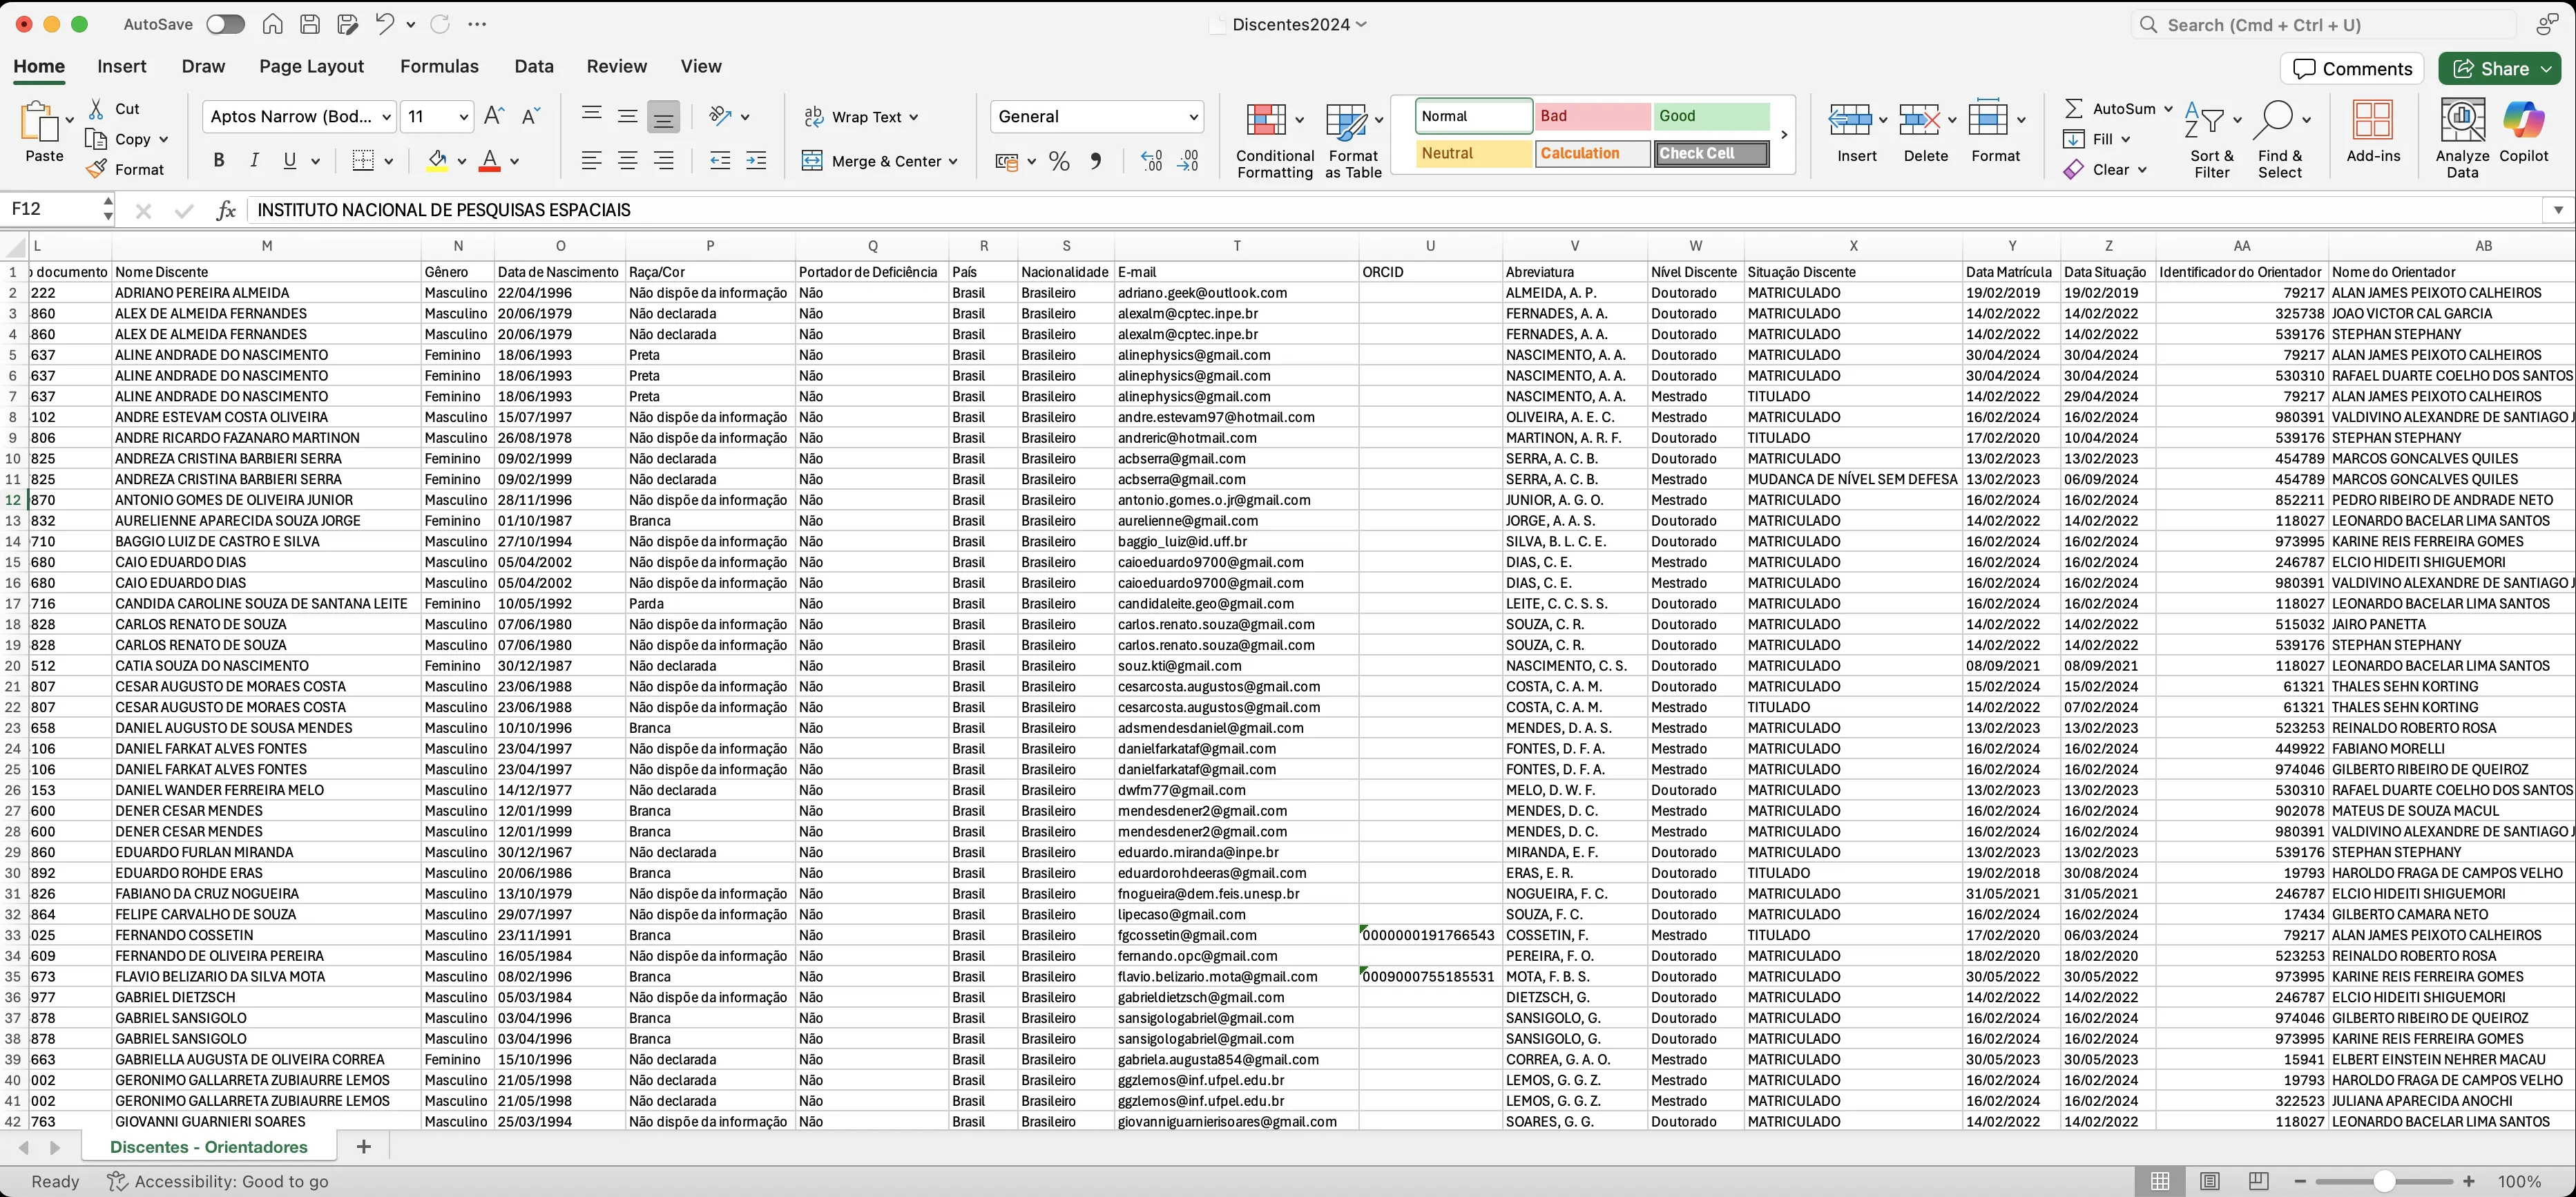 AutoSave
Discentes2024
Search (Cmd + Ctrl + U)
Home Insert Draw Page Layout Formulas Data Review View
Comments Share
Paste Cut Copy Format
Aptos Narrow (Bod... 11
B I U
Wrap Text
Merge & Center
General
Conditional Formatting
Format as Table
Normal Bad Good
Neutral Calculation Check Cell
Insert Delete Format
AutoSum Fill Clear
Sort & Filter
Find & Select
Add-ins
Analyze Data
Copilot
F12 fx INSTITUTO NACIONAL DE PESQUISAS ESPACIAIS
L M N O P Q R S T U V W X Y Z AA AB
1 documento Nome Discente Gênero Data de Nascimento Raça/Cor Portador de Deficiência País Nacionalidade E-mail ORCID Abreviatura Nível Discente Situação Discente Data Matrícula Data Situação Identificador do Orientador Nome do Orientador
2 222 ADRIANO PEREIRA ALMEIDA Masculino 22/04/1996 Não dispõe da informação Não Brasil Brasileiro adriano.geek@outlook.com ALMEIDA, A. P. Doutorado MATRICULADO 19/02/2019 19/02/2019 79217 ALAN JAMES PEIXOTO CALHEIROS
3 860 ALEX DE ALMEIDA FERNANDES Masculino 20/06/1979 Não declarada Não Brasil Brasileiro alexalm@cptec.inpe.br FERNADES, A. A. Doutorado MATRICULADO 14/02/2022 14/02/2022 325738 JOAO VICTOR CAL GARCIA
4 860 ALEX DE ALMEIDA FERNANDES Masculino 20/06/1979 Não declarada Não Brasil Brasileiro alexalm@cptec.inpe.br FERNADES, A. A. Doutorado MATRICULADO 14/02/2022 14/02/2022 539176 STEPHAN STEPHANY
5 637 ALINE ANDRADE DO NASCIMENTO Feminino 18/06/1993 Preta Não Brasil Brasileiro alinephysics@gmail.com NASCIMENTO, A. A. Doutorado MATRICULADO 30/04/2024 30/04/2024 79217 ALAN JAMES PEIXOTO CALHEIROS
6 637 ALINE ANDRADE DO NASCIMENTO Feminino 18/06/1993 Preta Não Brasil Brasileiro alinephysics@gmail.com NASCIMENTO, A. A. Doutorado MATRICULADO 30/04/2024 30/04/2024 530310 RAFAEL DUARTE COELHO DOS SANTOS
7 637 ALINE ANDRADE DO NASCIMENTO Feminino 18/06/1993 Preta Não Brasil Brasileiro alinephysics@gmail.com NASCIMENTO, A. A. Mestrado TITULADO 14/02/2022 29/04/2024 79217 ALAN JAMES PEIXOTO CALHEIROS
8 102 ANDRE ESTEVAM COSTA OLIVEIRA Masculino 15/07/1997 Não dispõe da informação Não Brasil Brasileiro andre.estevam97@hotmail.com OLIVEIRA, A. E. C. Mestrado MATRICULADO 16/02/2024 16/02/2024 980391 VALDIVINO ALEXANDRE DE SANTIAGO J
9 806 ANDRE RICARDO FAZANARO MARTINON Masculino 26/08/1978 Não dispõe da informação Não Brasil Brasileiro andreric@hotmail.com MARTINON, A. R. F. Doutorado TITULADO 17/02/2020 10/04/2024 539176 STEPHAN STEPHANY
10 825 ANDREZA CRISTINA BARBIERI SERRA Feminino 09/02/1999 Não declarada Não Brasil Brasileiro acbserra@gmail.com SERRA, A. C. B. Doutorado MATRICULADO 13/02/2023 13/02/2023 454789 MARCOS GONCALVES QUILES
11 825 ANDREZA CRISTINA BARBIERI SERRA Feminino 09/02/1999 Não declarada Não Brasil Brasileiro acbserra@gmail.com SERRA, A. C. B. Mestrado MUDANCA DE NÍVEL SEM DEFESA 13/02/2023 06/09/2024 454789 MARCOS GONCALVES QUILES
12 870 ANTONIO GOMES DE OLIVEIRA JUNIOR Masculino 28/11/1996 Não dispõe da informação Não Brasil Brasileiro antonio.gomes.o.jr@gmail.com JUNIOR, A. G. O. Mestrado MATRICULADO 16/02/2024 16/02/2024 852211 PEDRO RIBEIRO DE ANDRADE NETO
13 832 AURELIENNE APARECIDA SOUZA JORGE Feminino 01/10/1987 Branca Não Brasil Brasileiro aurelienne@gmail.com JORGE, A. A. S. Doutorado MATRICULADO 14/02/2022 14/02/2022 118027 LEONARDO BACELAR LIMA SANTOS
14 710 BAGGIO LUIZ DE CASTRO E SILVA Masculino 27/10/1994 Não dispõe da informação Não Brasil Brasileiro baggio_luiz@id.uff.br SILVA, B. L. C. E. Doutorado MATRICULADO 16/02/2024 16/02/2024 973995 KARINE REIS FERREIRA GOMES
15 680 CAIO EDUARDO DIAS Masculino 05/04/2002 Não dispõe da informação Não Brasil Brasileiro caioeduardo9700@gmail.com DIAS, C. E. Mestrado MATRICULADO 16/02/2024 16/02/2024 246787 ELCIO HIDEITI SHIGUEMORI
16 680 CAIO EDUARDO DIAS Masculino 05/04/2002 Não dispõe da informação Não Brasil Brasileiro caioeduardo9700@gmail.com DIAS, C. E. Mestrado MATRICULADO 16/02/2024 16/02/2024 980391 VALDIVINO ALEXANDRE DE SANTIAGO J
17 716 CANDIDA CAROLINE SOUZA DE SANTANA LEITE Feminino 10/05/1992 Parda Não Brasil Brasileiro candidaleite.geo@gmail.com LEITE, C. C. S. S. Doutorado MATRICULADO 16/02/2024 16/02/2024 118027 LEONARDO BACELAR LIMA SANTOS
18 828 CARLOS RENATO DE SOUZA Masculino 07/06/1980 Não dispõe da informação Não Brasil Brasileiro carlos.renato.souza@gmail.com SOUZA, C. R. Doutorado MATRICULADO 14/02/2022 14/02/2022 515032 JAIRO PANETTA
19 828 CARLOS RENATO DE SOUZA Masculino 07/06/1980 Não dispõe da informação Não Brasil Brasileiro carlos.renato.souza@gmail.com SOUZA, C. R. Doutorado MATRICULADO 14/02/2022 14/02/2022 539176 STEPHAN STEPHANY
20 512 CATIA SOUZA DO NASCIMENTO Feminino 30/12/1987 Não declarada Não Brasil Brasileiro souz.kti@gmail.com NASCIMENTO, C. S. Doutorado MATRICULADO 08/09/2021 08/09/2021 118027 LEONARDO BACELAR LIMA SANTOS
21 807 CESAR AUGUSTO DE MORAES COSTA Masculino 23/06/1988 Não dispõe da informação Não Brasil Brasileiro cesarcosta.augustos@gmail.com COSTA, C. A. M. Doutorado MATRICULADO 15/02/2024 15/02/2024 61321 THALES SEHN KORTING
22 807 CESAR AUGUSTO DE MORAES COSTA Masculino 23/06/1988 Não dispõe da informação Não Brasil Brasileiro cesarcosta.augustos@gmail.com COSTA, C. A. M. Mestrado TITULADO 14/02/2022 07/02/2024 61321 THALES SEHN KORTING
23 658 DANIEL AUGUSTO DE SOUSA MENDES Masculino 10/10/1996 Branca Não Brasil Brasileiro adsmendesdaniel@gmail.com MENDES, D. A. S. Mestrado MATRICULADO 13/02/2023 13/02/2023 523253 REINALDO ROBERTO ROSA
24 106 DANIEL FARKAT ALVES FONTES Masculino 23/04/1997 Não dispõe da informação Não Brasil Brasileiro danielfarkataf@gmail.com FONTES, D. F. A. Mestrado MATRICULADO 16/02/2024 16/02/2024 449922 FABIANO MORELLI
25 106 DANIEL FARKAT ALVES FONTES Masculino 23/04/1997 Não dispõe da informação Não Brasil Brasileiro danielfarkataf@gmail.com FONTES, D. F. A. Mestrado MATRICULADO 16/02/2024 16/02/2024 974046 GILBERTO RIBEIRO DE QUEIROZ
26 153 DANIEL WANDER FERREIRA MELO Masculino 14/12/1977 Não declarada Não Brasil Brasileiro dwfm77@gmail.com MELO, D. W. F. Doutorado MATRICULADO 13/02/2023 13/02/2023 530310 RAFAEL DUARTE COELHO DOS SANTOS
27 600 DENER CESAR MENDES Masculino 12/01/1999 Branca Não Brasil Brasileiro mendesdener2@gmail.com MENDES, D. C. Mestrado MATRICULADO 16/02/2024 16/02/2024 902078 MATEUS DE SOUZA MACUL
28 600 DENER CESAR MENDES Masculino 12/01/1999 Branca Não Brasil Brasileiro mendesdener2@gmail.com MENDES, D. C. Mestrado MATRICULADO 16/02/2024 16/02/2024 980391 VALDIVINO ALEXANDRE DE SANTIAGO J
29 860 EDUARDO FURLAN MIRANDA Masculino 30/12/1967 Não declarada Não Brasil Brasileiro eduardo.miranda@inpe.br MIRANDA, E. F. Doutorado MATRICULADO 13/02/2023 13/02/2023 539176 STEPHAN STEPHANY
30 892 EDUARDO ROHDE ERAS Masculino 20/06/1986 Branca Não Brasil Brasileiro eduardorohdeeras@gmail.com ERAS, E. R. Doutorado TITULADO 19/02/2018 30/08/2024 19793 HAROLDO FRAGA DE CAMPOS VELHO
31 826 FABIANO DA CRUZ NOGUEIRA Masculino 13/10/1979 Não dispõe da informação Não Brasil Brasileiro fnogueira@dem.feis.unesp.br NOGUEIRA, F. C. Doutorado MATRICULADO 31/05/2021 31/05/2021 246787 ELCIO HIDEITI SHIGUEMORI
32 864 FELIPE CARVALHO DE SOUZA Masculino 29/07/1997 Não dispõe da informação Não Brasil Brasileiro lipecaso@gmail.com SOUZA, F. C. Doutorado MATRICULADO 16/02/2024 16/02/2024 17434 GILBERTO CAMARA NETO
33 025 FERNANDO COSSETIN Masculino 23/11/1991 Branca Não Brasil Brasileiro fgcossetin@gmail.com 0000000191766543 COSSETIN, F. Mestrado TITULADO 17/02/2020 06/03/2024 79217 ALAN JAMES PEIXOTO CALHEIROS
34 609 FERNANDO DE OLIVEIRA PEREIRA Masculino 16/05/1984 Não dispõe da informação Não Brasil Brasileiro fernando.opc@gmail.com PEREIRA, F. O. Doutorado MATRICULADO 18/02/2020 18/02/2020 523253 REINALDO ROBERTO ROSA
35 673 FLAVIO BELIZARIO DA SILVA MOTA Masculino 08/02/1996 Branca Não Brasil Brasileiro flavio.belizario.mota@gmail.com 0009000755185531 MOTA, F. B. S. Doutorado MATRICULADO 30/05/2022 30/05/2022 973995 KARINE REIS FERREIRA GOMES
36 977 GABRIEL DIETZSCH Masculino 05/03/1984 Não dispõe da informação Não Brasil Brasileiro gabrieldietzsch@gmail.com DIETZSCH, G. Doutorado MATRICULADO 14/02/2022 14/02/2022 246787 ELCIO HIDEITI SHIGUEMORI
37 878 GABRIEL SANSIGOLO Masculino 03/04/1996 Branca Não Brasil Brasileiro sansigologabriel@gmail.com SANSIGOLO, G. Doutorado MATRICULADO 16/02/2024 16/02/2024 974046 GILBERTO RIBEIRO DE QUEIROZ
38 878 GABRIEL SANSIGOLO Masculino 03/04/1996 Branca Não Brasil Brasileiro sansigologabriel@gmail.com SANSIGOLO, G. Doutorado MATRICULADO 16/02/2024 16/02/2024 973995 KARINE REIS FERREIRA GOMES
39 663 GABRIELLA AUGUSTA DE OLIVEIRA CORREA Feminino 15/10/1996 Não declarada Não Brasil Brasileiro gabriela.augusta854@gmail.com CORREA, G. A. O. Mestrado MATRICULADO 30/05/2023 30/05/2023 15941 ELBERT EINSTEIN NEHRER MACAU
40 002 GERONIMO GALLARRETA ZUBIAURRE LEMOS Masculino 21/05/1998 Não declarada Não Brasil Brasileiro ggzlemos@inf.ufpel.edu.br LEMOS, G. G. Z. Mestrado MATRICULADO 16/02/2024 16/02/2024 19793 HAROLDO FRAGA DE CAMPOS VELHO
41 002 GERONIMO GALLARRETA ZUBIAURRE LEMOS Masculino 21/05/1998 Não declarada Não Brasil Brasileiro ggzlemos@inf.ufpel.edu.br LEMOS, G. G. Z. Mestrado MATRICULADO 16/02/2024 16/02/2024 322523 JULIANA APARECIDA ANOCHI
42 763 GIOVANNI GUARNIERI SOARES Masculino 25/03/1994 Não dispõe da informação Não Brasil Brasileiro giovanniguarnierisoares@gmail.com SOARES, G. G. Doutorado MATRICULADO 14/02/2022 14/02/2022 118027 LEONARDO BACELAR LIMA SANTOS
Discentes - Orientadores
Ready Accessibility: Good to go 100%